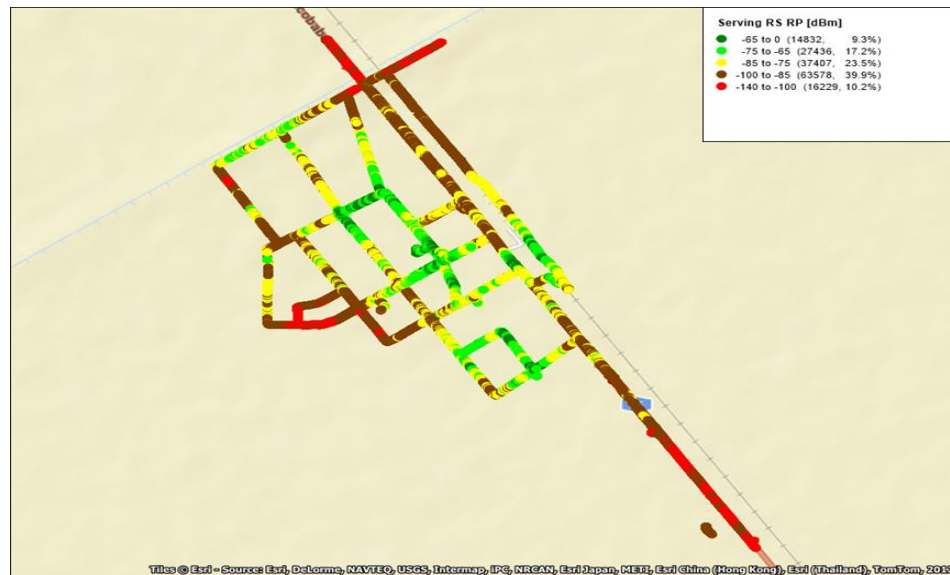 cobab
Serving RS RP [dBm]
-65 to 0 (14832, 9.3%)
-75 to -65 (27436, 17.2%)
-85 to -75 (37407, 23.5%)
-100 to -85 (63578, 39.9%)
-140 to -100 (16229, 10.2%)
Tiles © Esri - Source: Esri, DeLorme, NAVTEQ, USGS, Intermap, iPC, NRCAN, Esri Japan, METI, Esri China (Hong Kong), Esri (Thailand), TomTom, 201